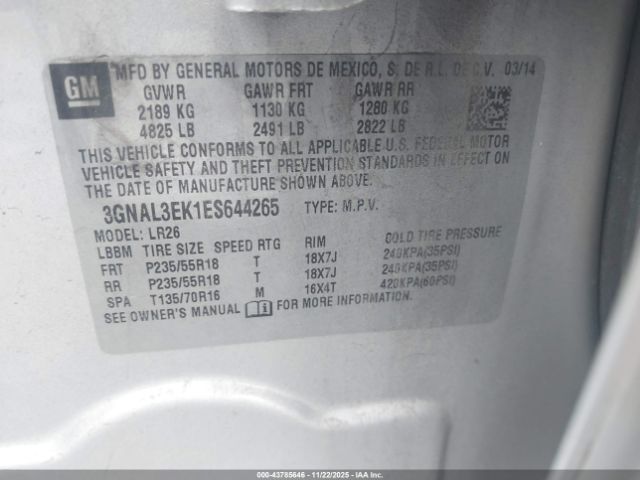 GM
MFD BY GENERAL MOTORS DE MEXICO, S. DE R.L. DE C.V. 03/14
GVWR GAWR FRT GAWR RR
2189 KG 1130 KG 1280 KG
4825 LB 2491 LB 2822 LB
THIS VEHICLE CONFORMS TO ALL APPLICABLE U.S. FEDERAL MOTOR
VEHICLE SAFETY AND THEFT PREVENTION STANDARDS IN EFFECT ON
THE DATE OF MANUFACTURE SHOWN ABOVE.
3GNAL3EK1ES644265 TYPE: M.P.V.
MODEL: LR26
LBBM TIRE SIZE SPEED RTG RIM COLD TIRE PRESSURE
FRT P235/55R18 T 18X7J 240KPA(35PSI)
RR P235/55R18 T 18X7J 240KPA(35PSI)
SPA T135/70R16 M 16X4T 420KPA(60PSI)
SEE OWNER'S MANUAL FOR MORE INFORMATION.
000-43785646 - 11/22/2025 - IAAI.COM